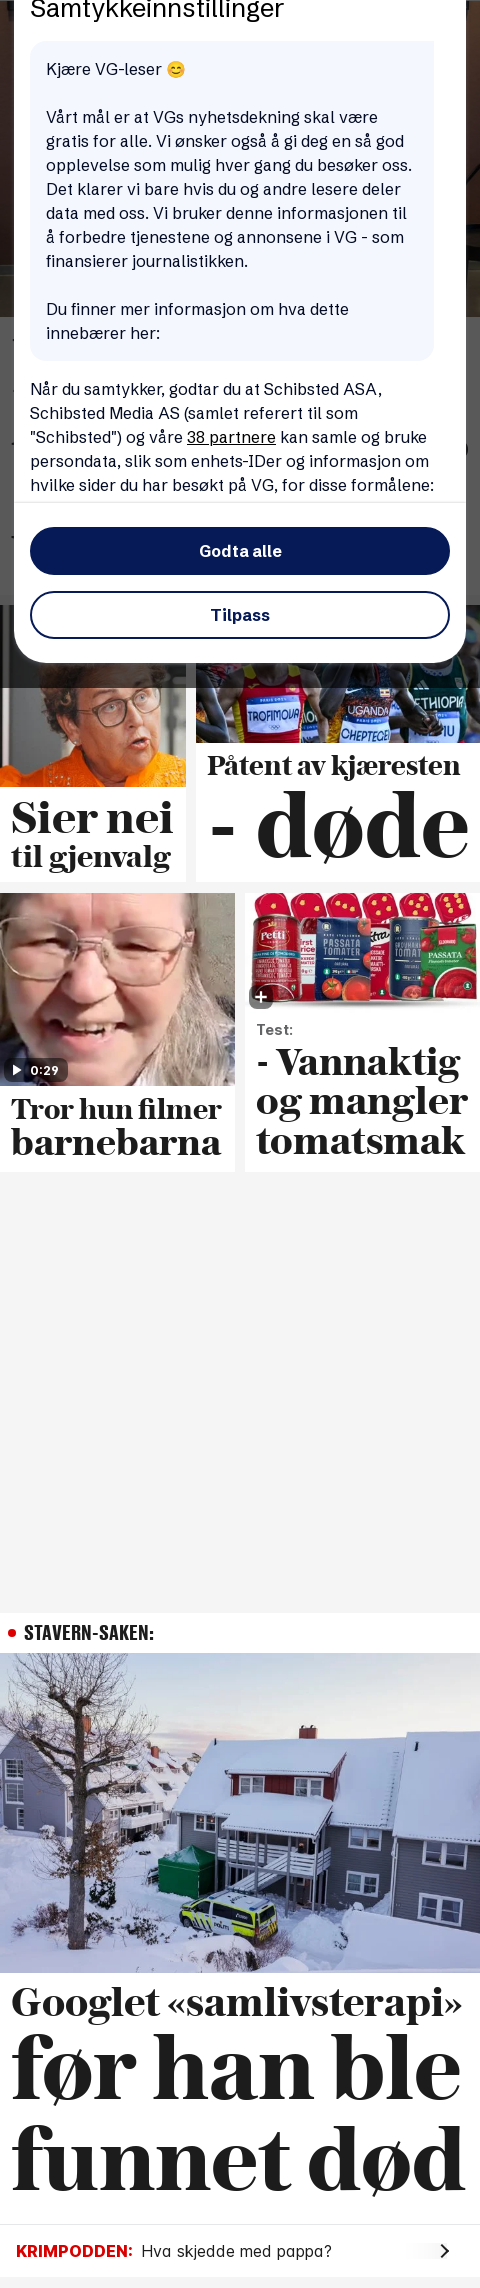 Samtykkeinnstillinger
Kjære VG-leser 😊
Vårt mål er at VGs nyhetsdekning skal være
gratis for alle. Vi ønsker også å gi deg en så god
opplevelse som mulig hver gang du besøker oss.
Det klarer vi bare hvis du og andre lesere deler
data med oss. Vi bruker denne informasjonen til
å forbedre tjenestene og annonsene i VG - som
finansierer journalistikken.
Du finner mer informasjon om hva dette
innebærer her:
Når du samtykker, godtar du at Schibsted ASA,
Schibsted Media AS (samlet referert til som
"Schibsted") og våre 38 partnere kan samle og bruke
persondata, slik som enhets-IDer og informasjon om
hvilke sider du har besøkt på VG, for disse formålene:
Godta alle
Tilpass
PARIS 2024
TROFIMOVA
UGANDA
CHEPTEGEI
ETHIOPIA
Sier nei
til gjenvalg
Påtent av kjæresten
- døde
0:29
Tror hun filmer
barnebarna
Petti
First Price
PASSATA
TOMATER
PASSATA
Test:
- Vannaktig
og mangler
tomatsmak
STAVERN-SAKEN:
POLITI
Googlet «samlivsterapi»
før han ble
funnet død
KRIMPODDEN: Hva skjedde med pappa?